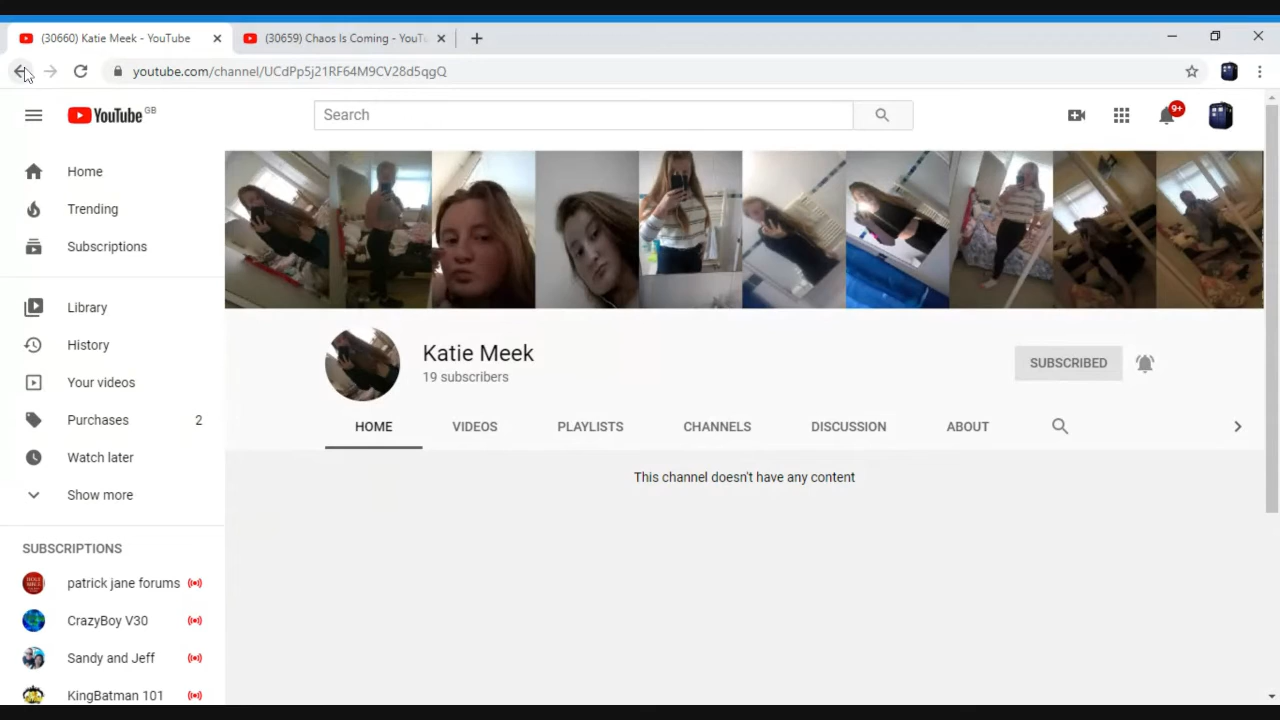 (30660) Katie Meek - YouTube
(30659) Chaos Is Coming - YouT
youtube.com/channel/UCdPp5j21RF64M9CV28d5qgQ
YouTube GB
Search
9+
Home
Trending
Subscriptions
Library
History
Your videos
Purchases 2
Watch later
Show more
SUBSCRIPTIONS
patrick jane forums
CrazyBoy V30
Sandy and Jeff
KingBatman 101
Katie Meek
19 subscribers
SUBSCRIBED
HOME VIDEOS PLAYLISTS CHANNELS DISCUSSION ABOUT
This channel doesn't have any content